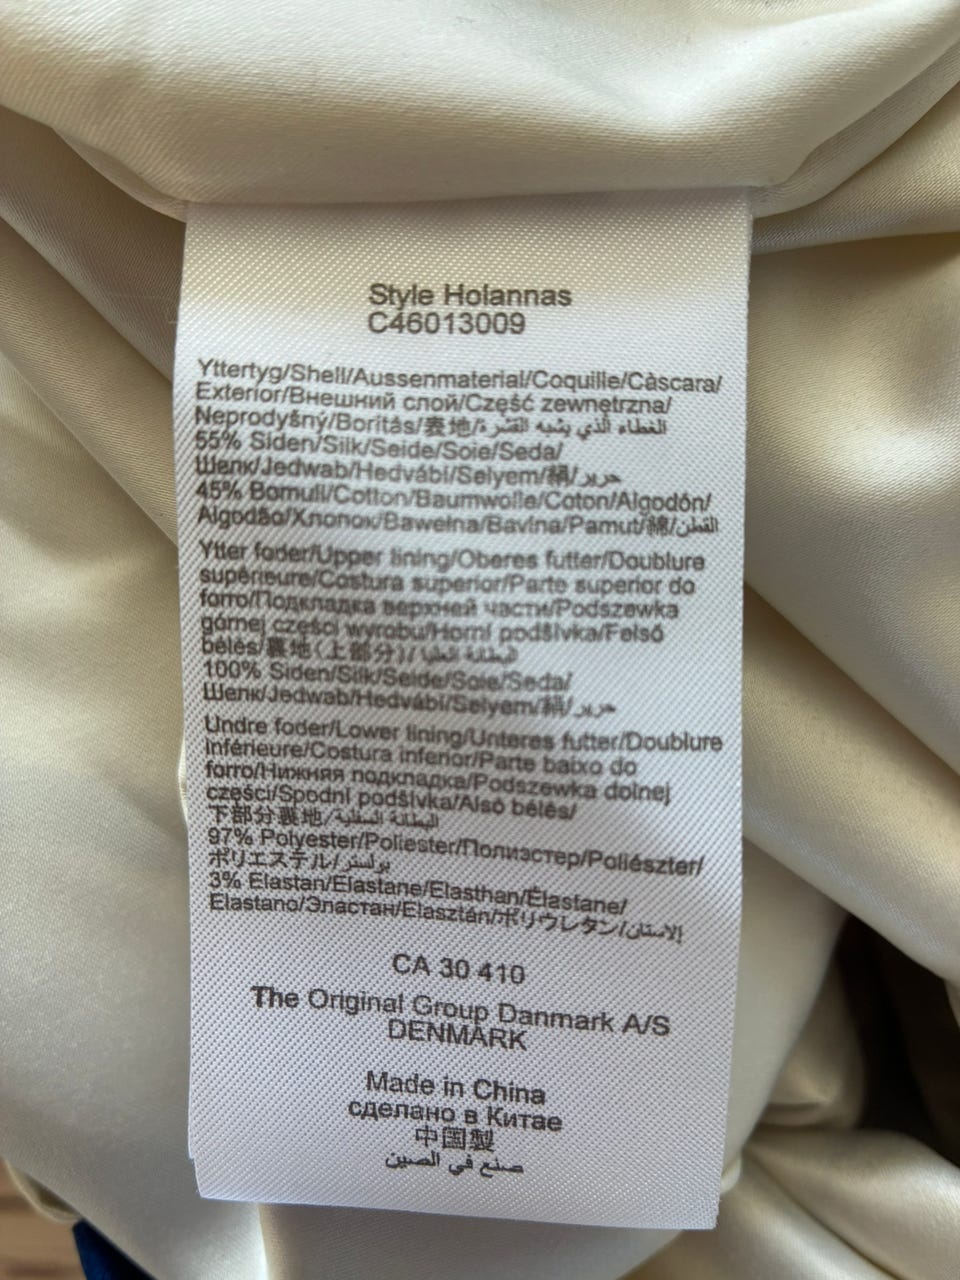 Style Holannas
C46013009
Yttertyg/Shell/Aussenmaterial/Coquille/Càscara/
Exterior/Внешний слой/Część zewnętrzna/
Neprodyšný/Borítás/表地/الغطاء الذي يشبه القشرة
55% Siden/Silk/Seide/Soie/Seda/
Шелк/Jedwab/Hedvábí/Selyem/絹/حرير
45% Bomull/Cotton/Baumwolle/Coton/Algodón/
Algodão/Хлопок/Bawełna/Bavlna/Pamut/綿/القطن
Ytter foder/Upper lining/Oberes futter/Doublure
supérieure/Costura superior/Parte superior do
forro/Подкладка верхней части/Podszewka
górnej części wyrobu/Horní podšívka/Felső
bélés/裏地(上部分)/البطانة العليا
100% Siden/Silk/Seide/Soie/Seda/
Шелк/Jedwab/Hedvábí/Selyem/絹/حرير
Undre foder/Lower lining/Unteres futter/Doublure
inférieure/Costura inferior/Parte baixo do
forro/Нижняя подкладка/Podszewka dolnej
części/Spodní podšívka/Alsó bélés/
下部分裏地/البطانة السفلية
97% Polyester/Poliester/Полиэстер/Poliészter/
ポリエステル/بولستر
3% Elastan/Elastane/Elasthan/Élastane/
Elastano/Эластан/Elasztán/ポリウレタン/إلاستان
CA 30 410
The Original Group Danmark A/S
DENMARK
Made in China
сделано в Китае
中国製
صنع في الصين